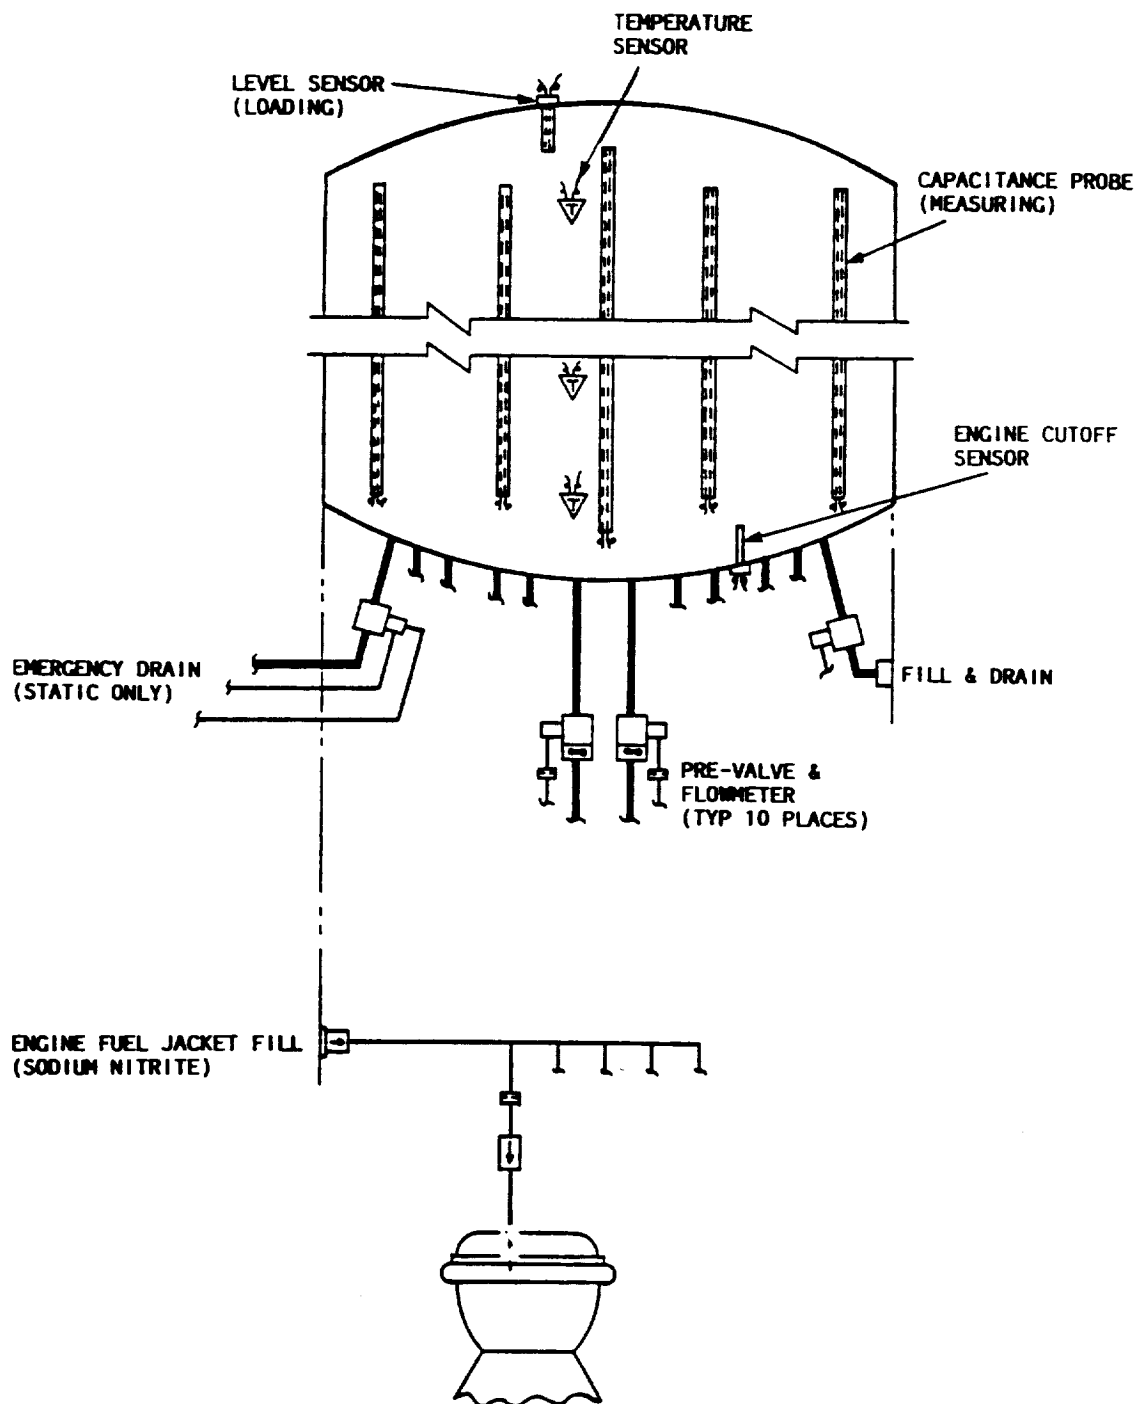 TEMPERATURE
SENSOR
LEVEL SENSOR
(LOADING)
CAPACITANCE PROBE
(MEASURING)
T
T
ENGINE CUTOFF
SENSOR
T
EMERGENCY DRAIN
(STATIC ONLY)
FILL & DRAIN
PRE-VALVE &
FLOWMETER
(TYP 10 PLACES)
ENGINE FUEL JACKET FILL
(SODIUM NITRITE)